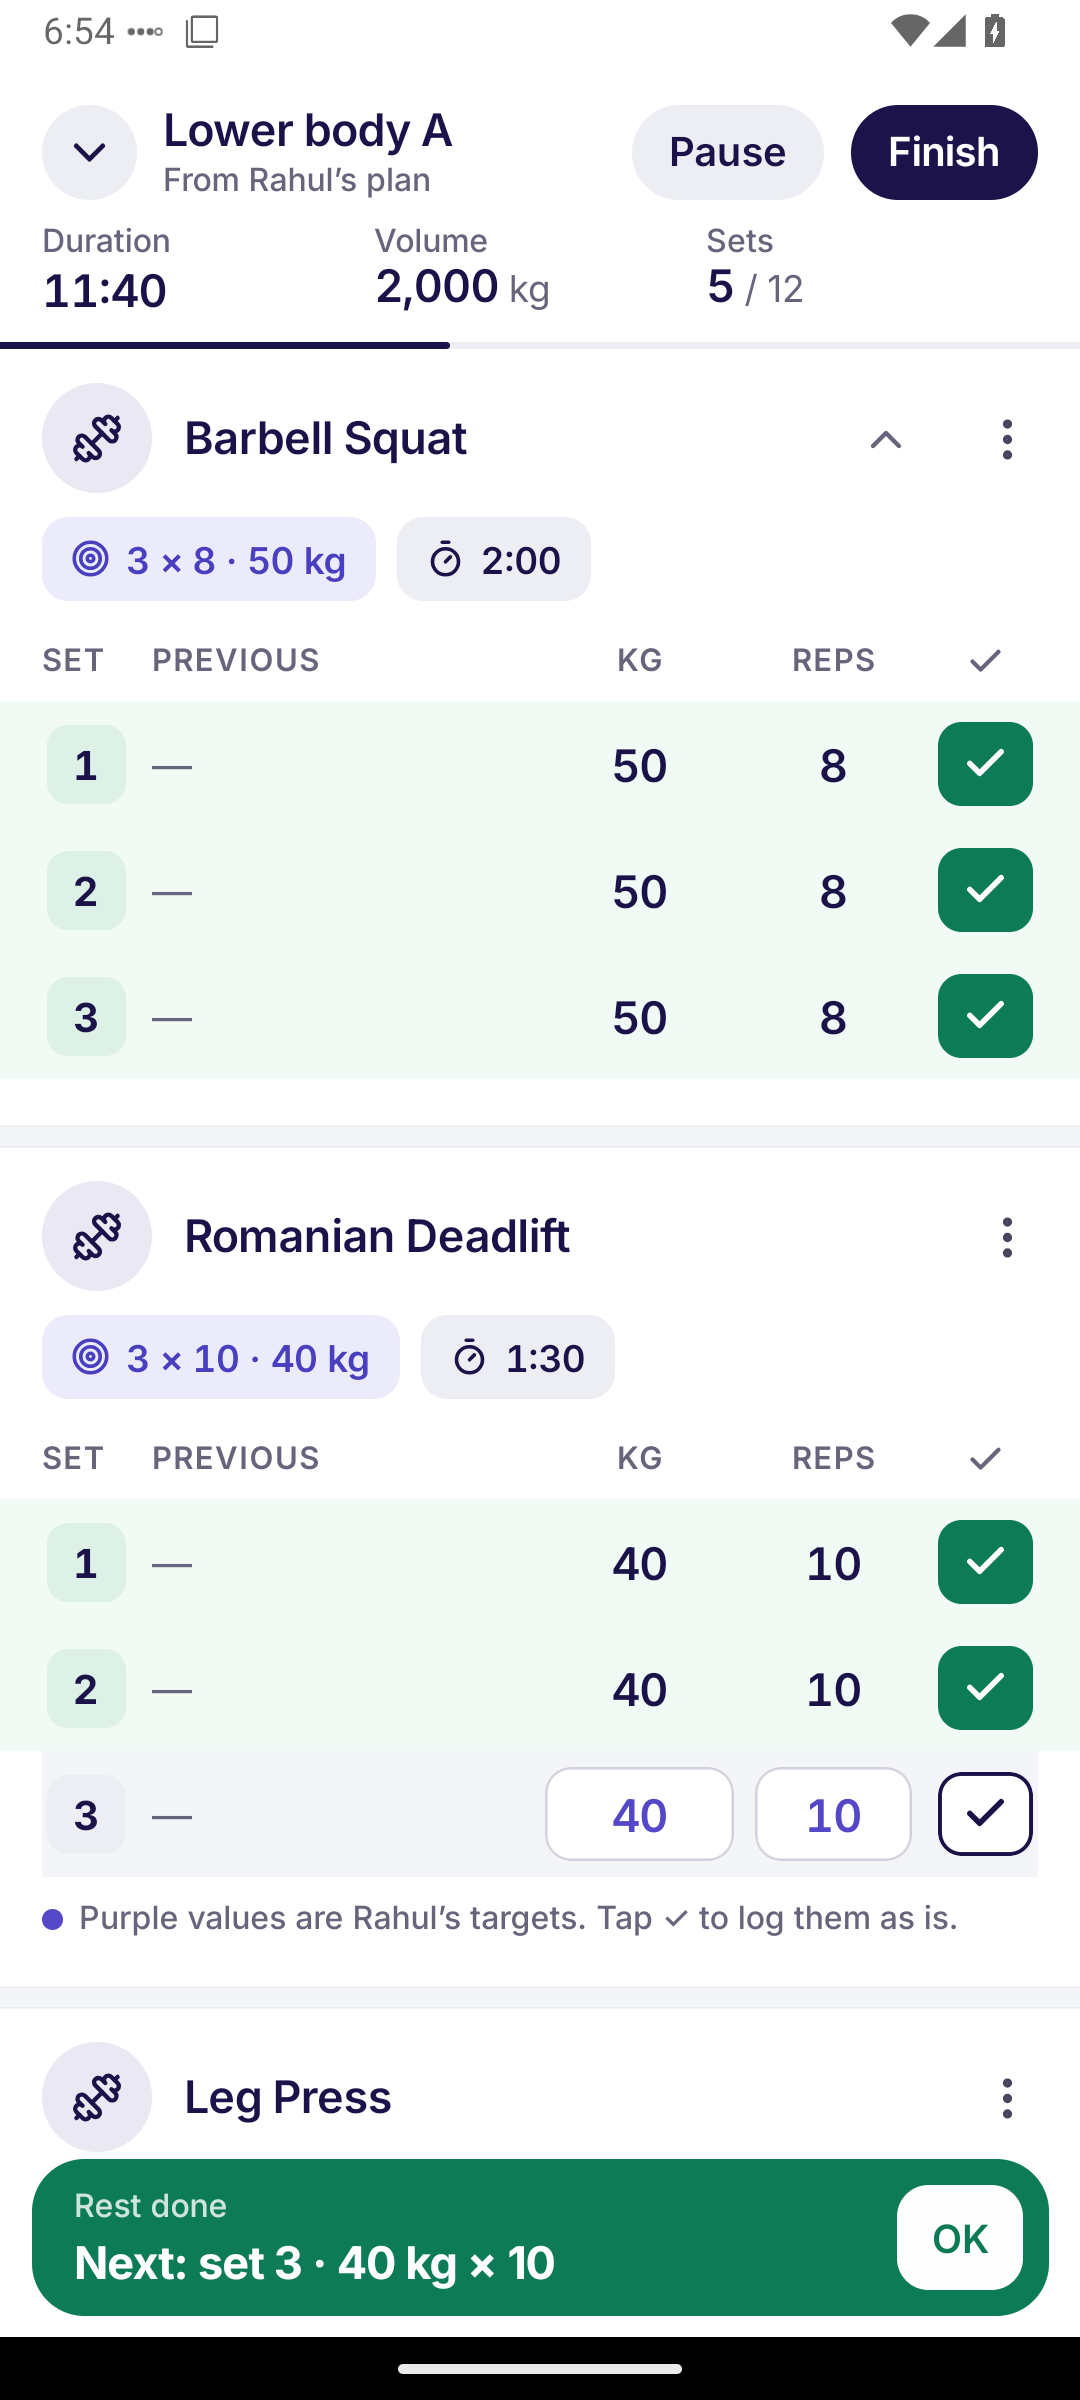 6:54
Lower body A
From Rahul’s plan
Pause
Finish
Duration
11:40
Volume
2,000 kg
Sets
5 / 12
Barbell Squat
3 × 8 · 50 kg
2:00
SET PREVIOUS KG REPS ✓
1 — 50 8
2 — 50 8
3 — 50 8
Romanian Deadlift
3 × 10 · 40 kg
1:30
SET PREVIOUS KG REPS ✓
1 — 40 10
2 — 40 10
3 — 40 10
Purple values are Rahul’s targets. Tap ✓ to log them as is.
Leg Press
Rest done
Next: set 3 · 40 kg × 10
OK